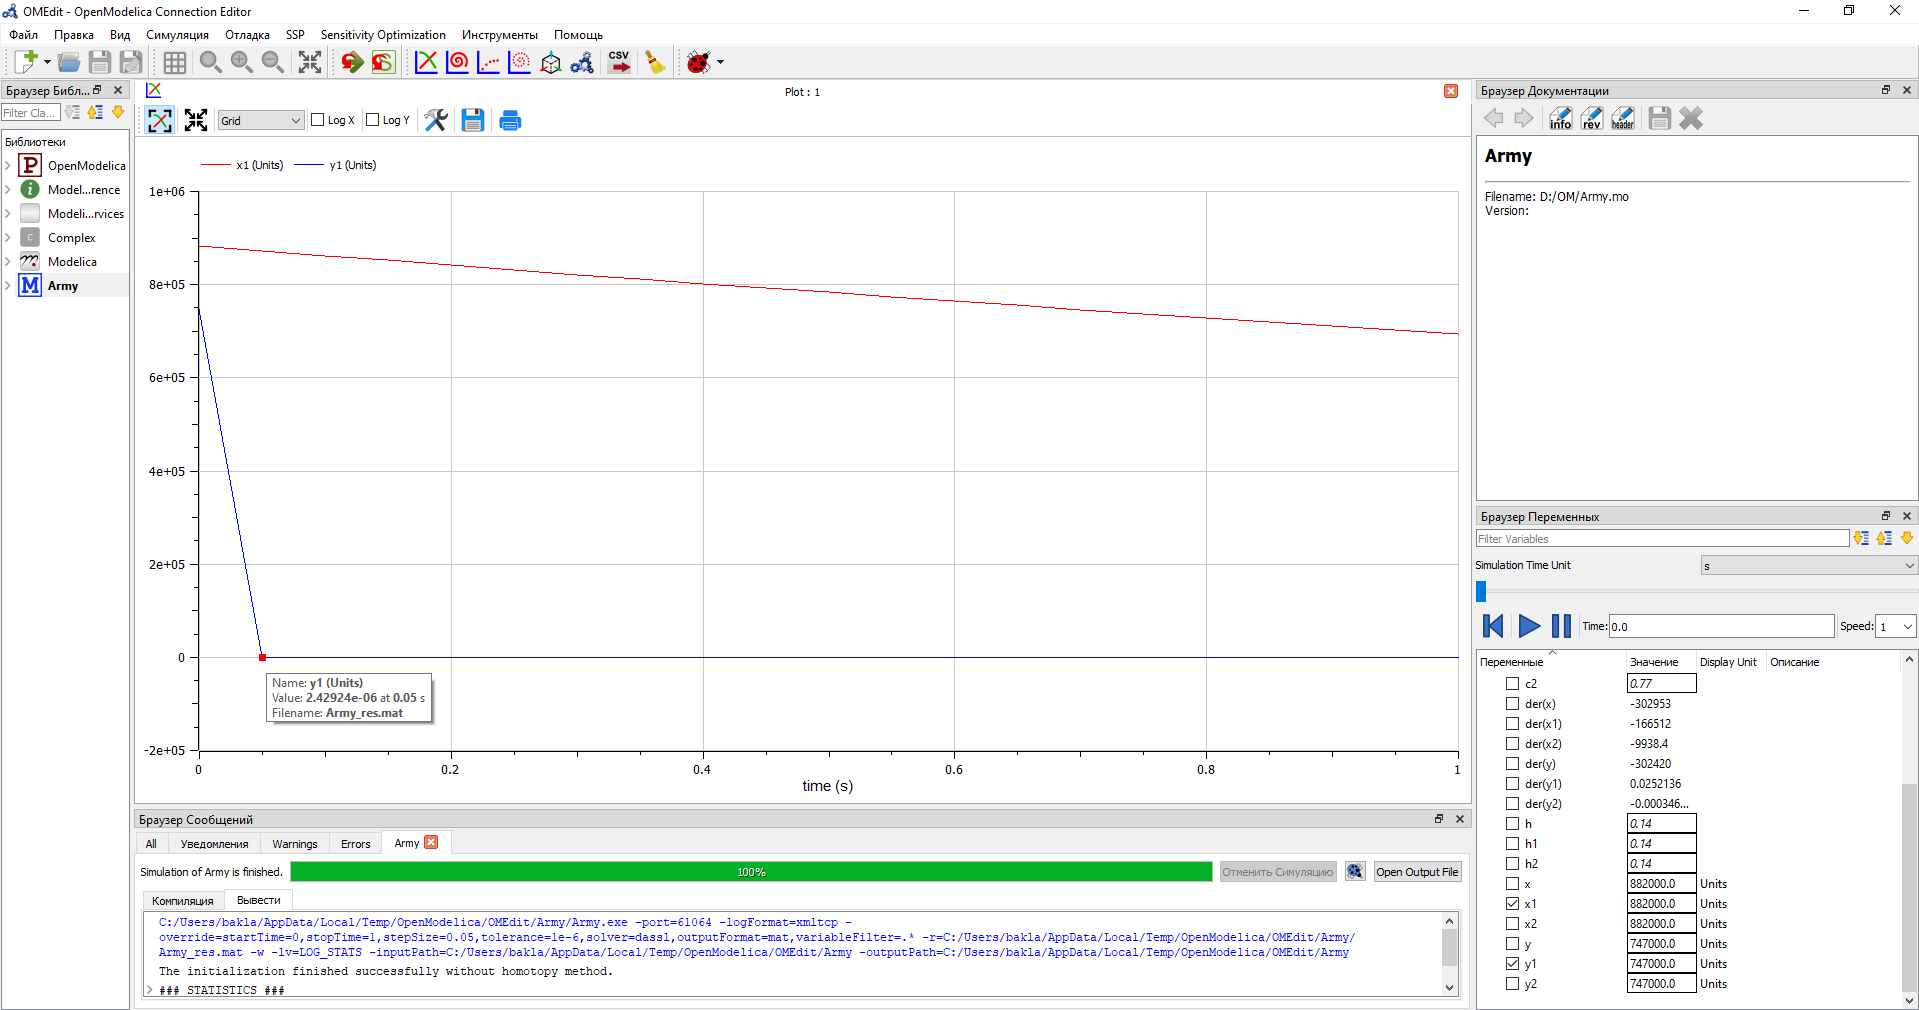 OMEdit - OpenModelica Connection Editor
Файл Правка Вид Симуляция Отладка SSP Sensitivity Optimization Инструменты Помощь
CSV
Браузер Библ...
Filter Cla...
Библиотеки
P OpenModelica
i Model...rence
Modeli...rvices
C Complex
Modelica
M Army
Plot : 1
Grid Log X Log Y
x1 (Units) y1 (Units)
1e+06
8e+05
6e+05
4e+05
2e+05
0
-2e+05
0 0.2 0.4 0.6 0.8 1
time (s)
Name: y1 (Units)
Value: 2.42924e-06 at 0.05 s
Filename: Army_res.mat
Браузер Сообщений
All Уведомления Warnings Errors Army
Simulation of Army is finished. 100% Отменить Симуляцию Open Output File
Компиляция Вывести
C:/Users/bakla/AppData/Local/Temp/OpenModelica/OMEdit/Army/Army.exe -port=61064 -logFormat=xmltcp -
override=startTime=0,stopTime=1,stepSize=0.05,tolerance=1e-6,solver=dassl,outputFormat=mat,variableFilter=.* -r=C:/Users/bakla/AppData/Local/Temp/OpenModelica/OMEdit/Army/
Army_res.mat -w -lv=LOG_STATS -inputPath=C:/Users/bakla/AppData/Local/Temp/OpenModelica/OMEdit/Army -outputPath=C:/Users/bakla/AppData/Local/Temp/OpenModelica/OMEdit/Army
The initialization finished successfully without homotopy method.
### STATISTICS ###
Браузер Документации
info rev header
Army
Filename: D:/OM/Army.mo
Version:
Браузер Переменных
Filter Variables
Simulation Time Unit s
Time: 0.0 Speed: 1
Переменные Значение Display Unit Описание
c2 0.77
der(x) -302953
der(x1) -166512
der(x2) -9938.4
der(y) -302420
der(y1) 0.0252136
der(y2) -0.000346...
h 0.14
h1 0.14
h2 0.14
x 882000.0 Units
x1 882000.0 Units
x2 882000.0 Units
y 747000.0 Units
y1 747000.0 Units
y2 747000.0 Units